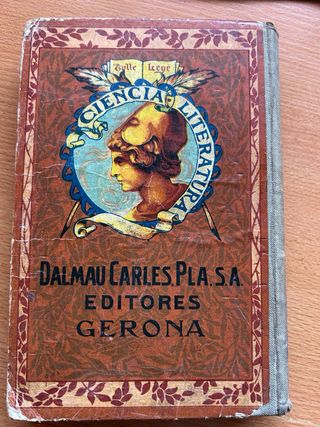 Tolle Lege
CIENCIA LITERATURA
DALMAU CARLES, PLA, S.A.
EDITORES
GERONA